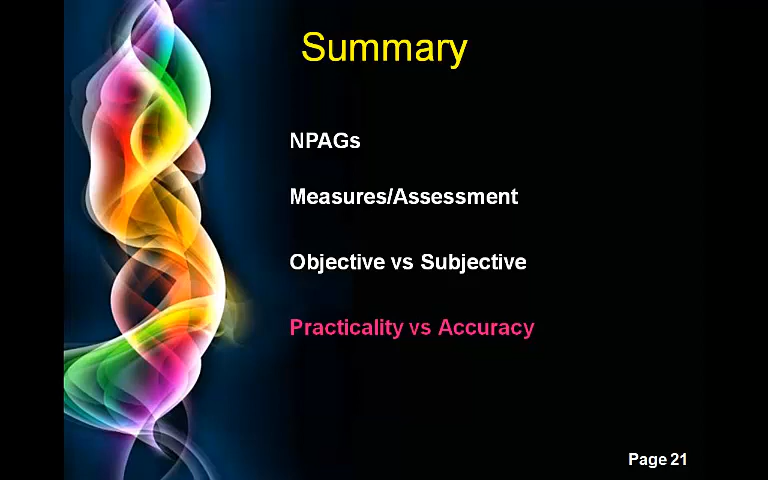 Summary
NPAGs
Measures/Assessment
Objective vs Subjective
Practicality vs Accuracy
Page 21